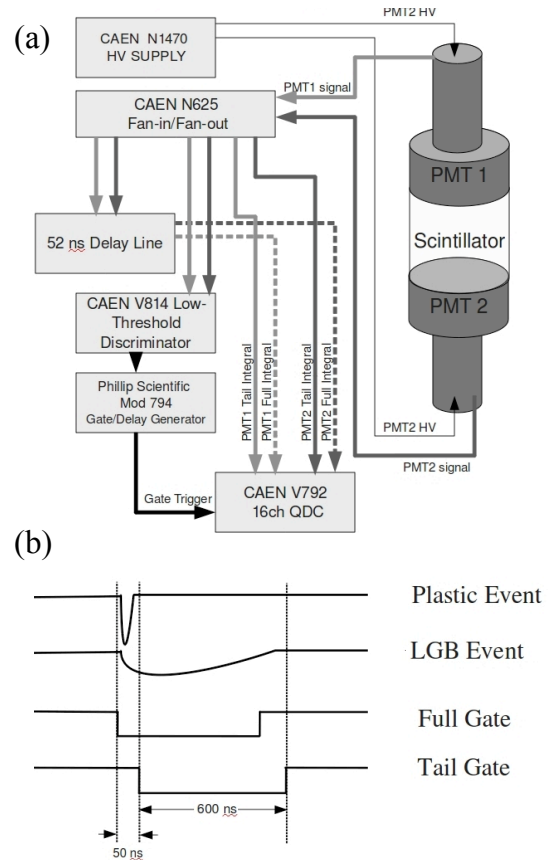 (a)
PMT2 HV
CAEN N1470
HV SUPPLY
PMT1 signal
CAEN N625
Fan-in/Fan-out
PMT 1
52 ns Delay Line
Scintillator
CAEN V814 Low-
Threshold
Discriminator
PMT 2
Phillip Scientific
Mod 794
Gate/Delay Generator
PMT1 Tail Integral
PMT1 Full Integral
PMT2 Tail Integral
PMT2 Full Integral
PMT2 HV
PMT2 signal
Gate Trigger
CAEN V792
16ch QDC
(b)
Plastic Event
LGB Event
Full Gate
Tail Gate
600 ns
50 ns